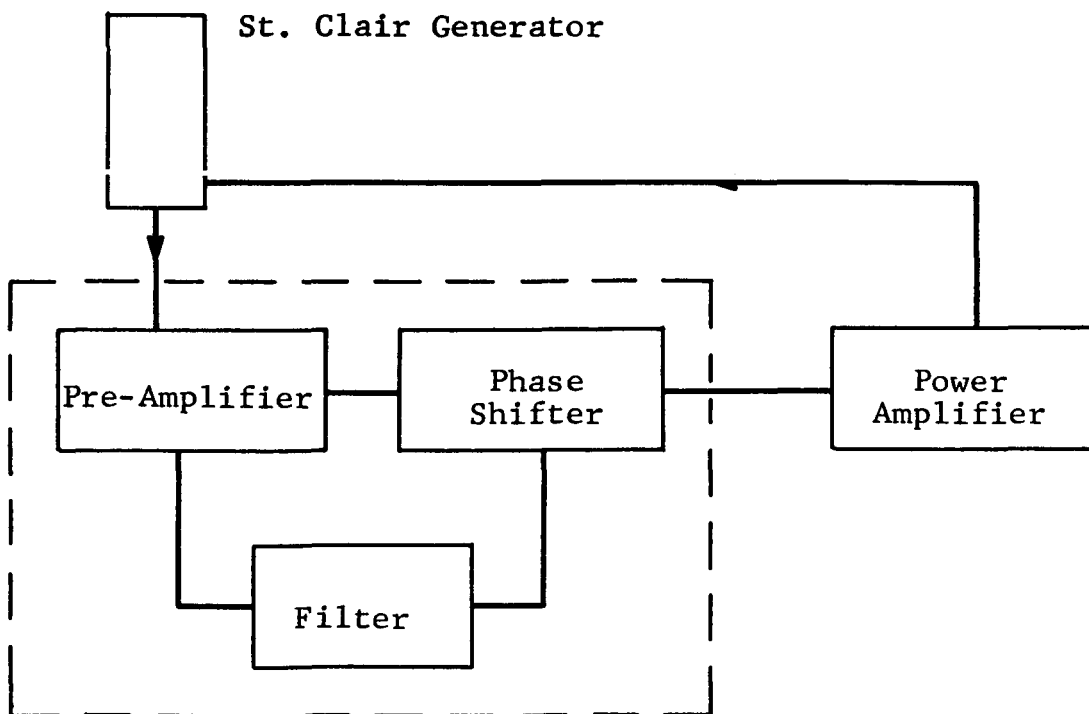 St. Clair Generator
Pre-Amplifier
Phase
Shifter
Power
Amplifier
Filter